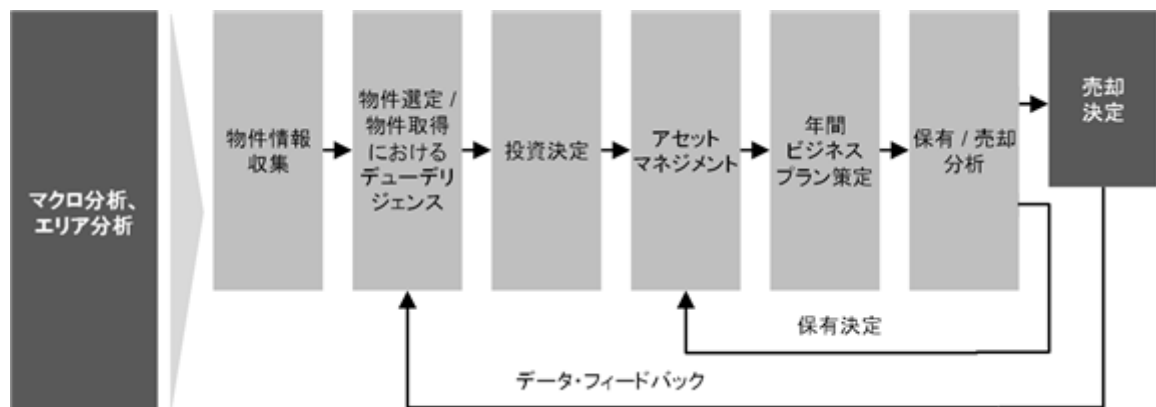 マクロ分析、
エリア分析
物件情報
収集
物件選定 /
物件取得
における
デューデリ
ジェンス
投資決定
アセット
マネジメント
年間
ビジネス
プラン策定
保有 / 売却
分析
売却
決定
保有決定
データ・フィードバック